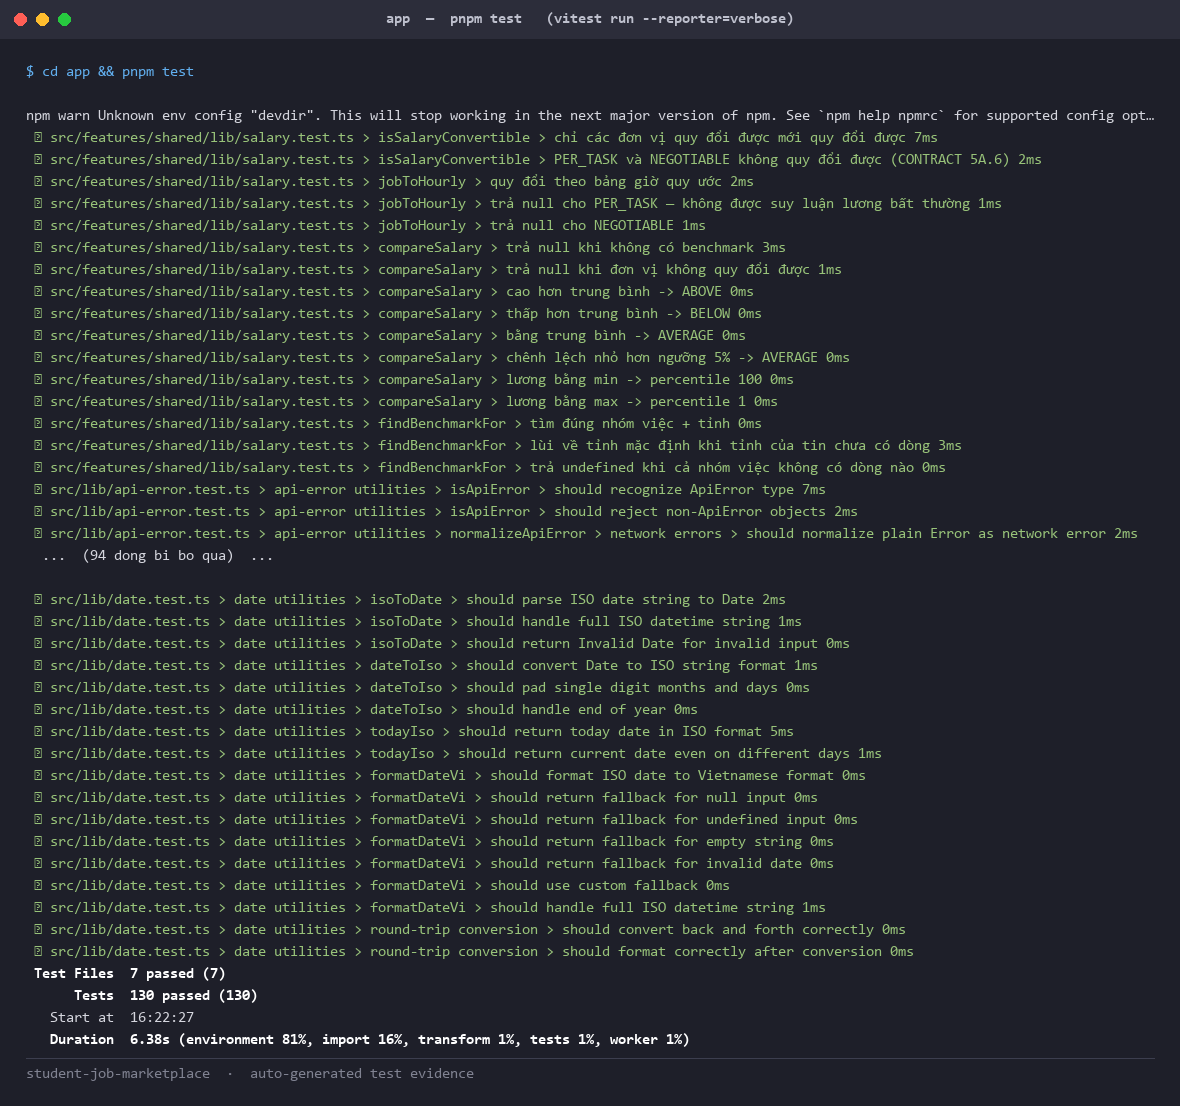 app — pnpm test (vitest run --reporter=verbose)
$ cd app && pnpm test
npm warn Unknown env config "devdir". This will stop working in the next major version of npm. See `npm help npmrc` for supported config opt…
src/features/shared/lib/salary.test.ts > isSalaryConvertible > chỉ các đơn vị quy đổi được mới quy đổi được 7ms
src/features/shared/lib/salary.test.ts > isSalaryConvertible > PER_TASK và NEGOTIABLE không quy đổi được (CONTRACT 5A.6) 2ms
src/features/shared/lib/salary.test.ts > jobToHourly > quy đổi theo bảng giờ quy ước 2ms
src/features/shared/lib/salary.test.ts > jobToHourly > trả null cho PER_TASK — không được suy luận lương bất thường 1ms
src/features/shared/lib/salary.test.ts > jobToHourly > trả null cho NEGOTIABLE 1ms
src/features/shared/lib/salary.test.ts > compareSalary > trả null khi không có benchmark 3ms
src/features/shared/lib/salary.test.ts > compareSalary > trả null khi đơn vị không quy đổi được 1ms
src/features/shared/lib/salary.test.ts > compareSalary > cao hơn trung bình -> ABOVE 0ms
src/features/shared/lib/salary.test.ts > compareSalary > thấp hơn trung bình -> BELOW 0ms
src/features/shared/lib/salary.test.ts > compareSalary > bằng trung bình -> AVERAGE 0ms
src/features/shared/lib/salary.test.ts > compareSalary > chênh lệch nhỏ hơn ngưỡng 5% -> AVERAGE 0ms
src/features/shared/lib/salary.test.ts > compareSalary > lương bằng min -> percentile 100 0ms
src/features/shared/lib/salary.test.ts > compareSalary > lương bằng max -> percentile 1 0ms
src/features/shared/lib/salary.test.ts > findBenchmarkFor > tìm đúng nhóm việc + tỉnh 0ms
src/features/shared/lib/salary.test.ts > findBenchmarkFor > lùi về tỉnh mặc định khi tỉnh của tin chưa có dòng 3ms
src/features/shared/lib/salary.test.ts > findBenchmarkFor > trả undefined khi cả nhóm việc không có dòng nào 0ms
src/lib/api-error.test.ts > api-error utilities > isApiError > should recognize ApiError type 7ms
src/lib/api-error.test.ts > api-error utilities > isApiError > should reject non-ApiError objects 2ms
src/lib/api-error.test.ts > api-error utilities > normalizeApiError > network errors > should normalize plain Error as network error 2ms
... (94 dong bi bo qua) ...
src/lib/date.test.ts > date utilities > isoToDate > should parse ISO date string to Date 2ms
src/lib/date.test.ts > date utilities > isoToDate > should handle full ISO datetime string 1ms
src/lib/date.test.ts > date utilities > isoToDate > should return Invalid Date for invalid input 0ms
src/lib/date.test.ts > date utilities > dateToIso > should convert Date to ISO string format 1ms
src/lib/date.test.ts > date utilities > dateToIso > should pad single digit months and days 0ms
src/lib/date.test.ts > date utilities > dateToIso > should handle end of year 0ms
src/lib/date.test.ts > date utilities > todayIso > should return today date in ISO format 5ms
src/lib/date.test.ts > date utilities > todayIso > should return current date even on different days 1ms
src/lib/date.test.ts > date utilities > formatDateVi > should format ISO date to Vietnamese format 0ms
src/lib/date.test.ts > date utilities > formatDateVi > should return fallback for null input 0ms
src/lib/date.test.ts > date utilities > formatDateVi > should return fallback for undefined input 0ms
src/lib/date.test.ts > date utilities > formatDateVi > should return fallback for empty string 0ms
src/lib/date.test.ts > date utilities > formatDateVi > should return fallback for invalid date 0ms
src/lib/date.test.ts > date utilities > formatDateVi > should use custom fallback 0ms
src/lib/date.test.ts > date utilities > formatDateVi > should handle full ISO datetime string 1ms
src/lib/date.test.ts > date utilities > round-trip conversion > should convert back and forth correctly 0ms
src/lib/date.test.ts > date utilities > round-trip conversion > should format correctly after conversion 0ms
Test Files 7 passed (7)
Tests 130 passed (130)
Start at 16:22:27
Duration 6.38s (environment 81%, import 16%, transform 1%, tests 1%, worker 1%)
student-job-marketplace · auto-generated test evidence